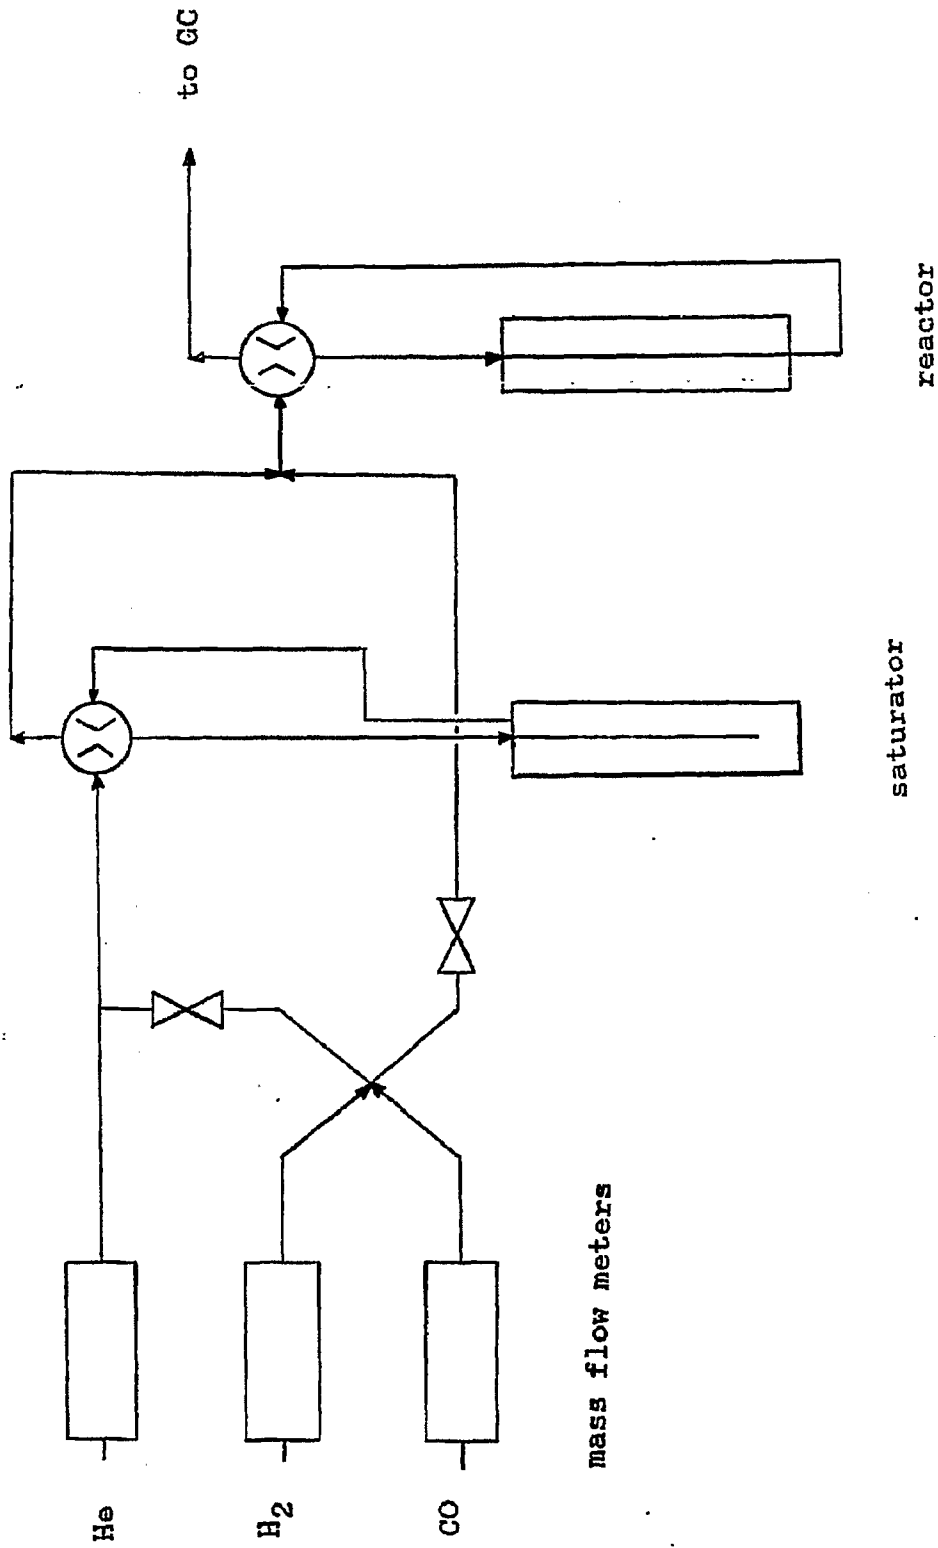 He
H2
CO
mass flow meters
saturator
reactor
to GC